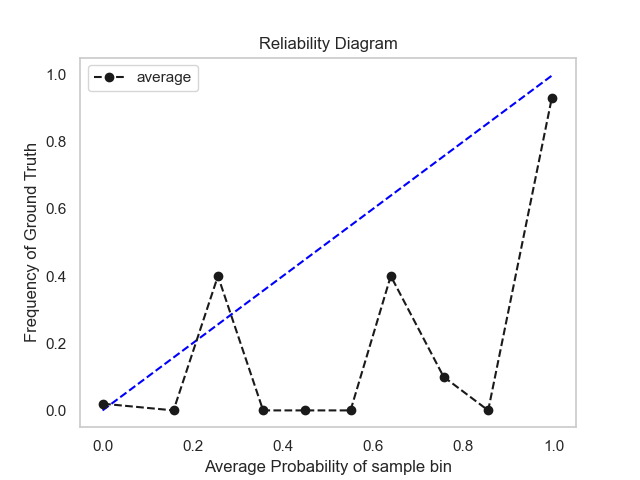 Reliability Diagram
average
1.0
0.8
0.6
0.4
0.2
0.0
Frequency of Ground Truth
0.0 0.2 0.4 0.6 0.8 1.0
Average Probability of sample bin